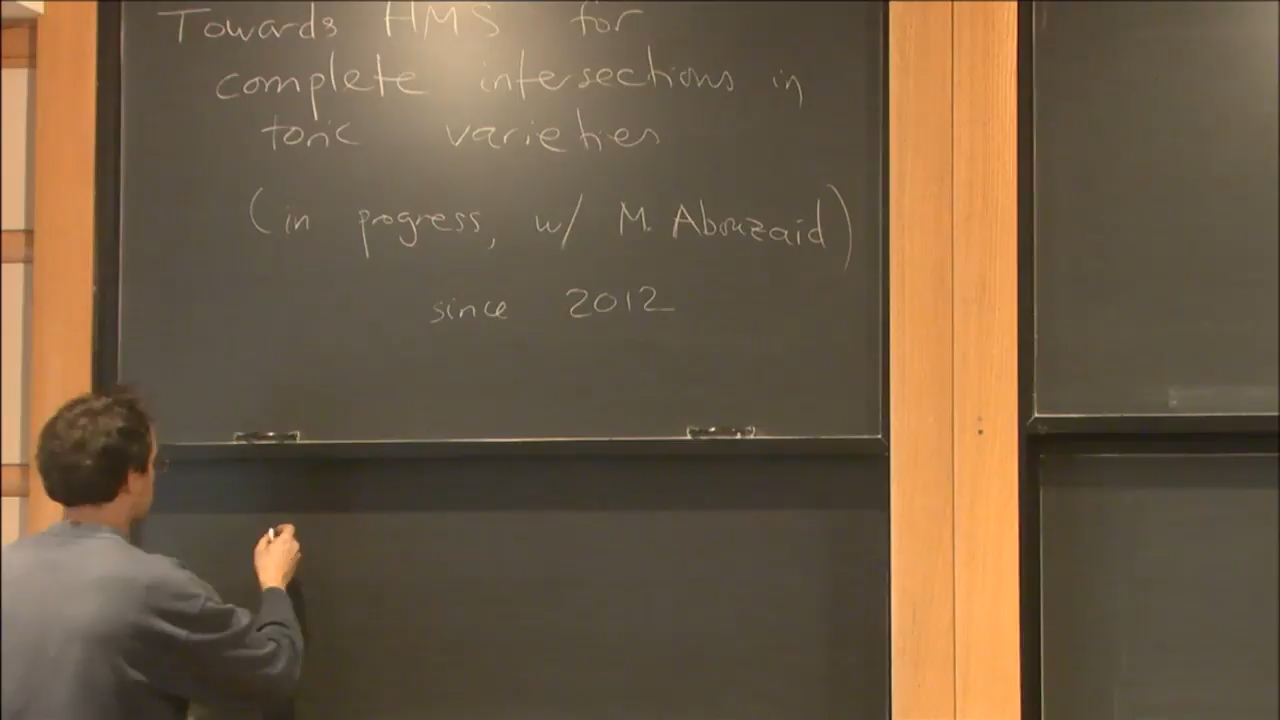 Towards HMS for
complete intersections in
toric varieties
(in progress, w/ M. Abouzaid)
since 2012